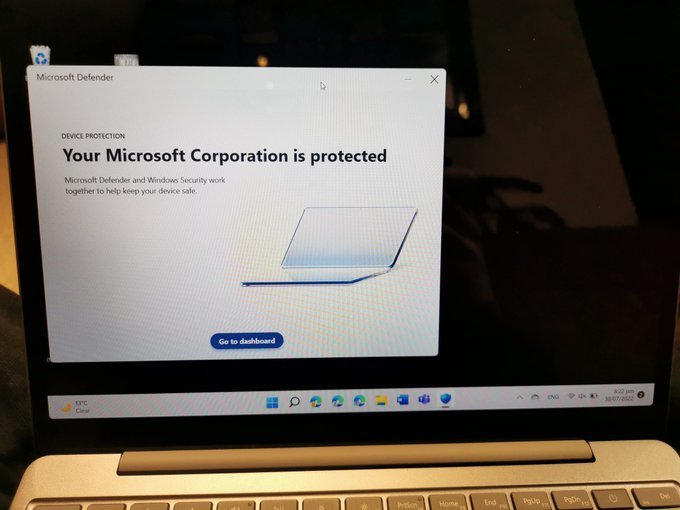 Microsoft Defender
DEVICE PROTECTION
Your Microsoft Corporation is protected
Microsoft Defender and Windows Security work
together to help keep your device safe.
Go to dashboard
13°C
Clear
ENG
8:22 pm
30/07/2022
2
PrtScn
Home
End
PgUp
PgDn
Del